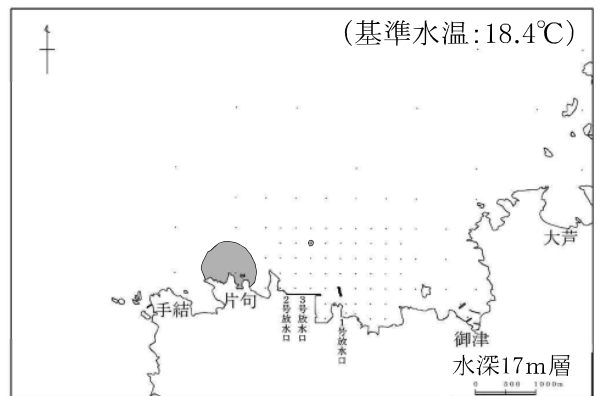 (基準水温:18.4℃)
大芦
片句
手結
2号放水口
3号放水口
1号放水口
御津
水深17m層
0 500 1000m